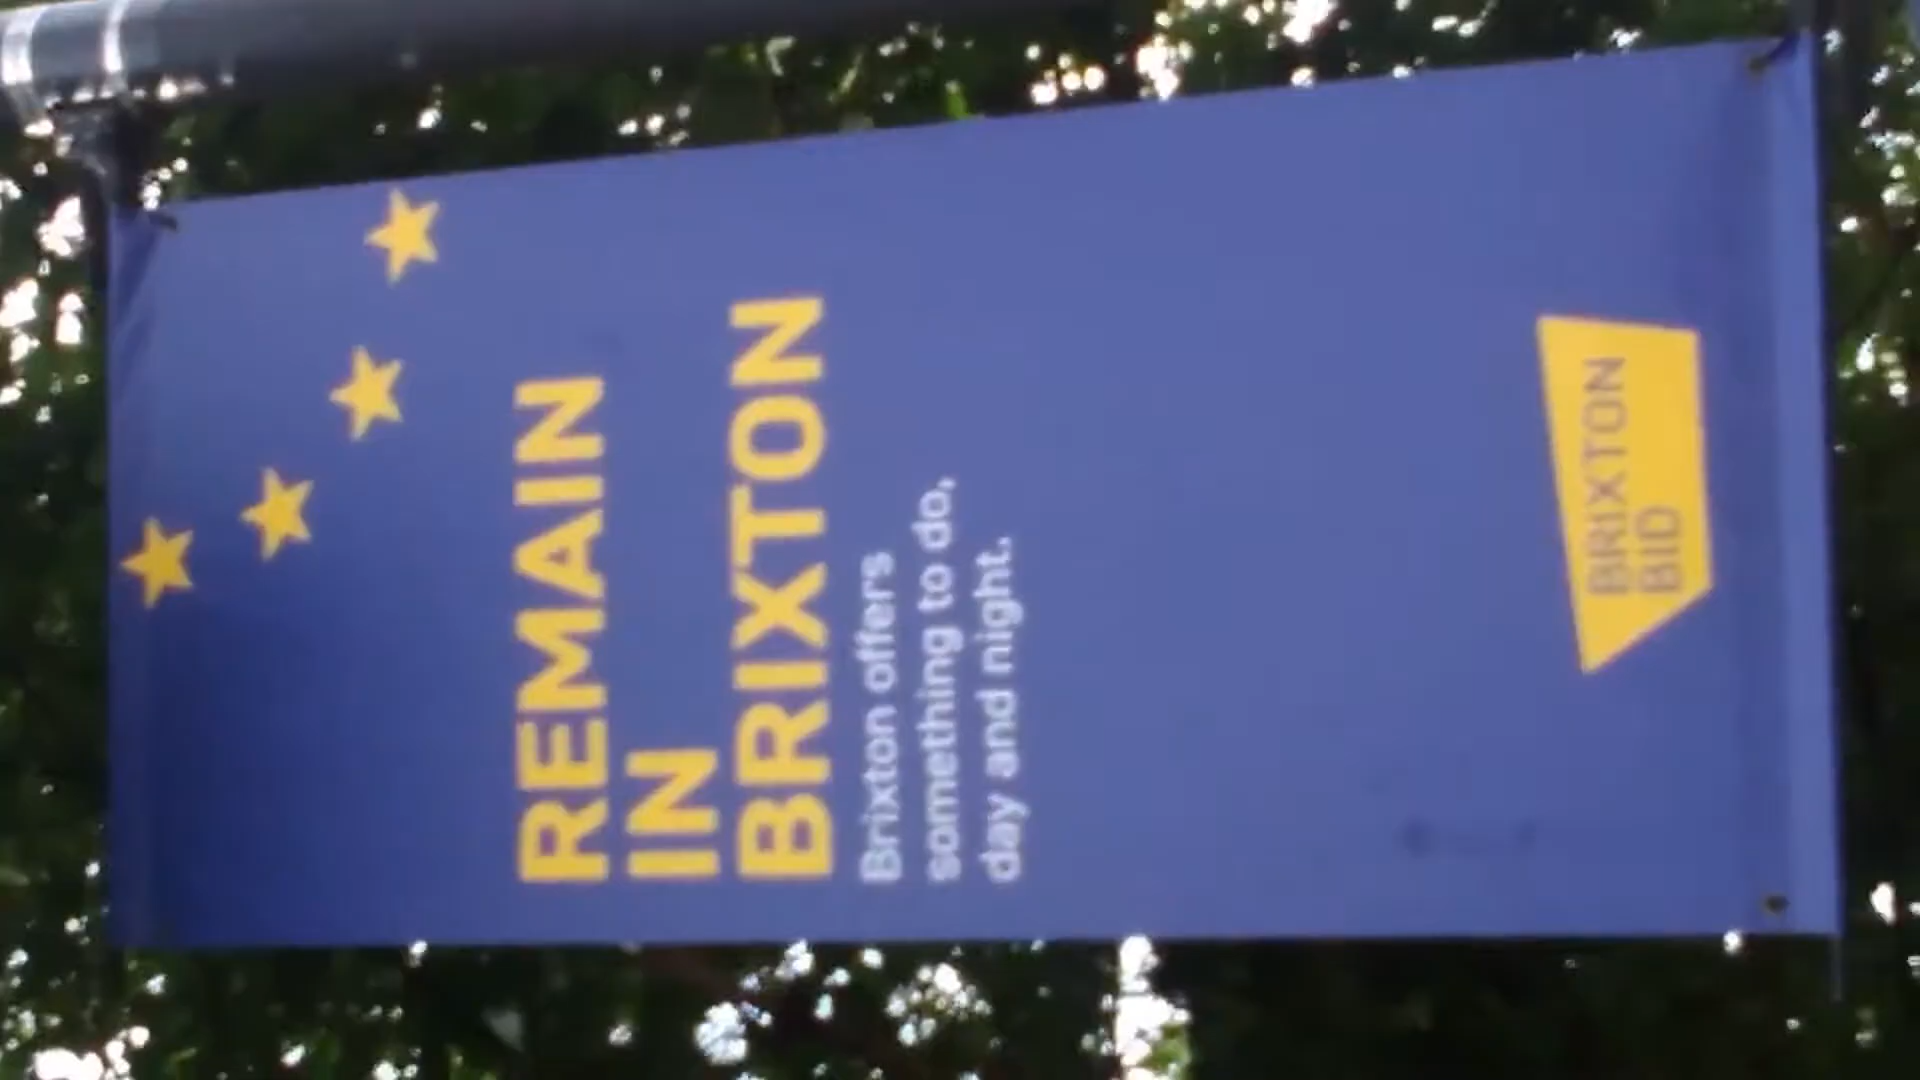 REMAIN
IN
BRIXTON
Brixton offers
something to do,
day and night.
BRIXTON
BID